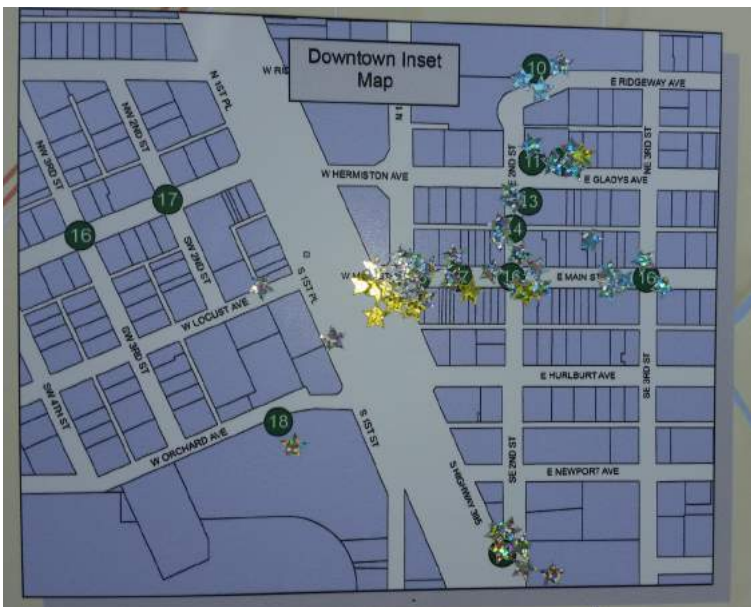 Downtown Inset
Map
10
E RIDGEWAY AVE
N 1ST PL
NW 2ND ST
NW 3RD ST
N 1
W HERMISTON AVE
11
E 2ND ST
NE 3RD ST
E GLADYS AVE
17
13
14
16
SW 2ND ST
S 1ST PL
E MAIN ST
16
W LOCUST AVE
SW 3RD ST
E HURLBURT AVE
SE 3RD ST
SW 4TH ST
18
W ORCHARD AVE
S 1ST ST
S HIGHWAY 395
SE 2ND ST
E NEWPORT AVE